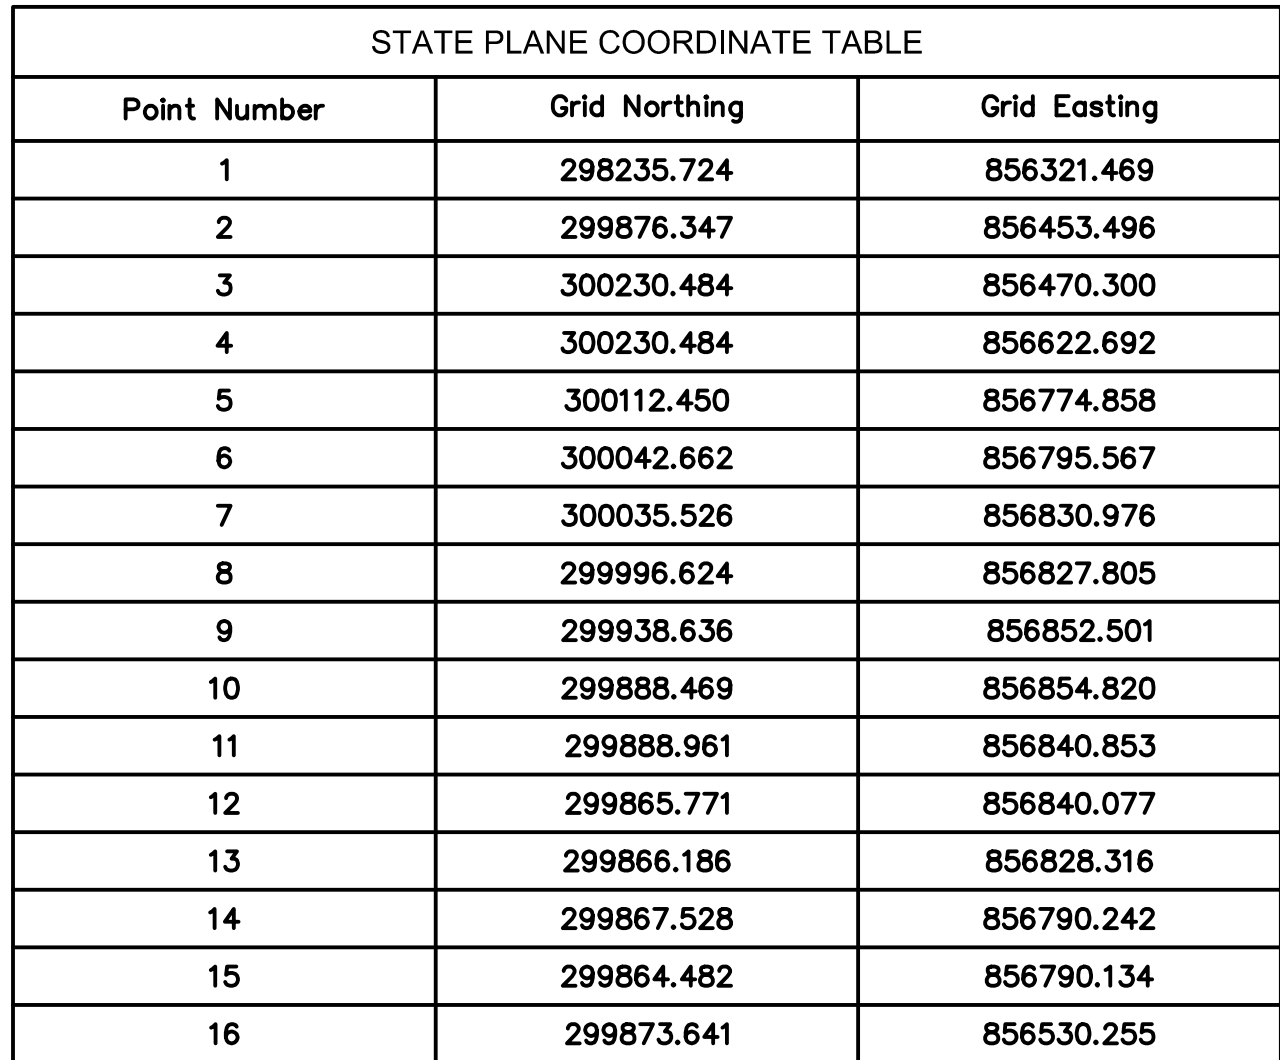 STATE PLANE COORDINATE TABLE
Point Number Grid Northing Grid Easting
1 298235.724 856321.469
2 299876.347 856453.496
3 300230.484 856470.300
4 300230.484 856622.692
5 300112.450 856774.858
6 300042.662 856795.567
7 300035.526 856830.976
8 299996.624 856827.805
9 299938.636 856852.501
10 299888.469 856854.820
11 299888.961 856840.853
12 299865.771 856840.077
13 299866.186 856828.316
14 299867.528 856790.242
15 299864.482 856790.134
16 299873.641 856530.255